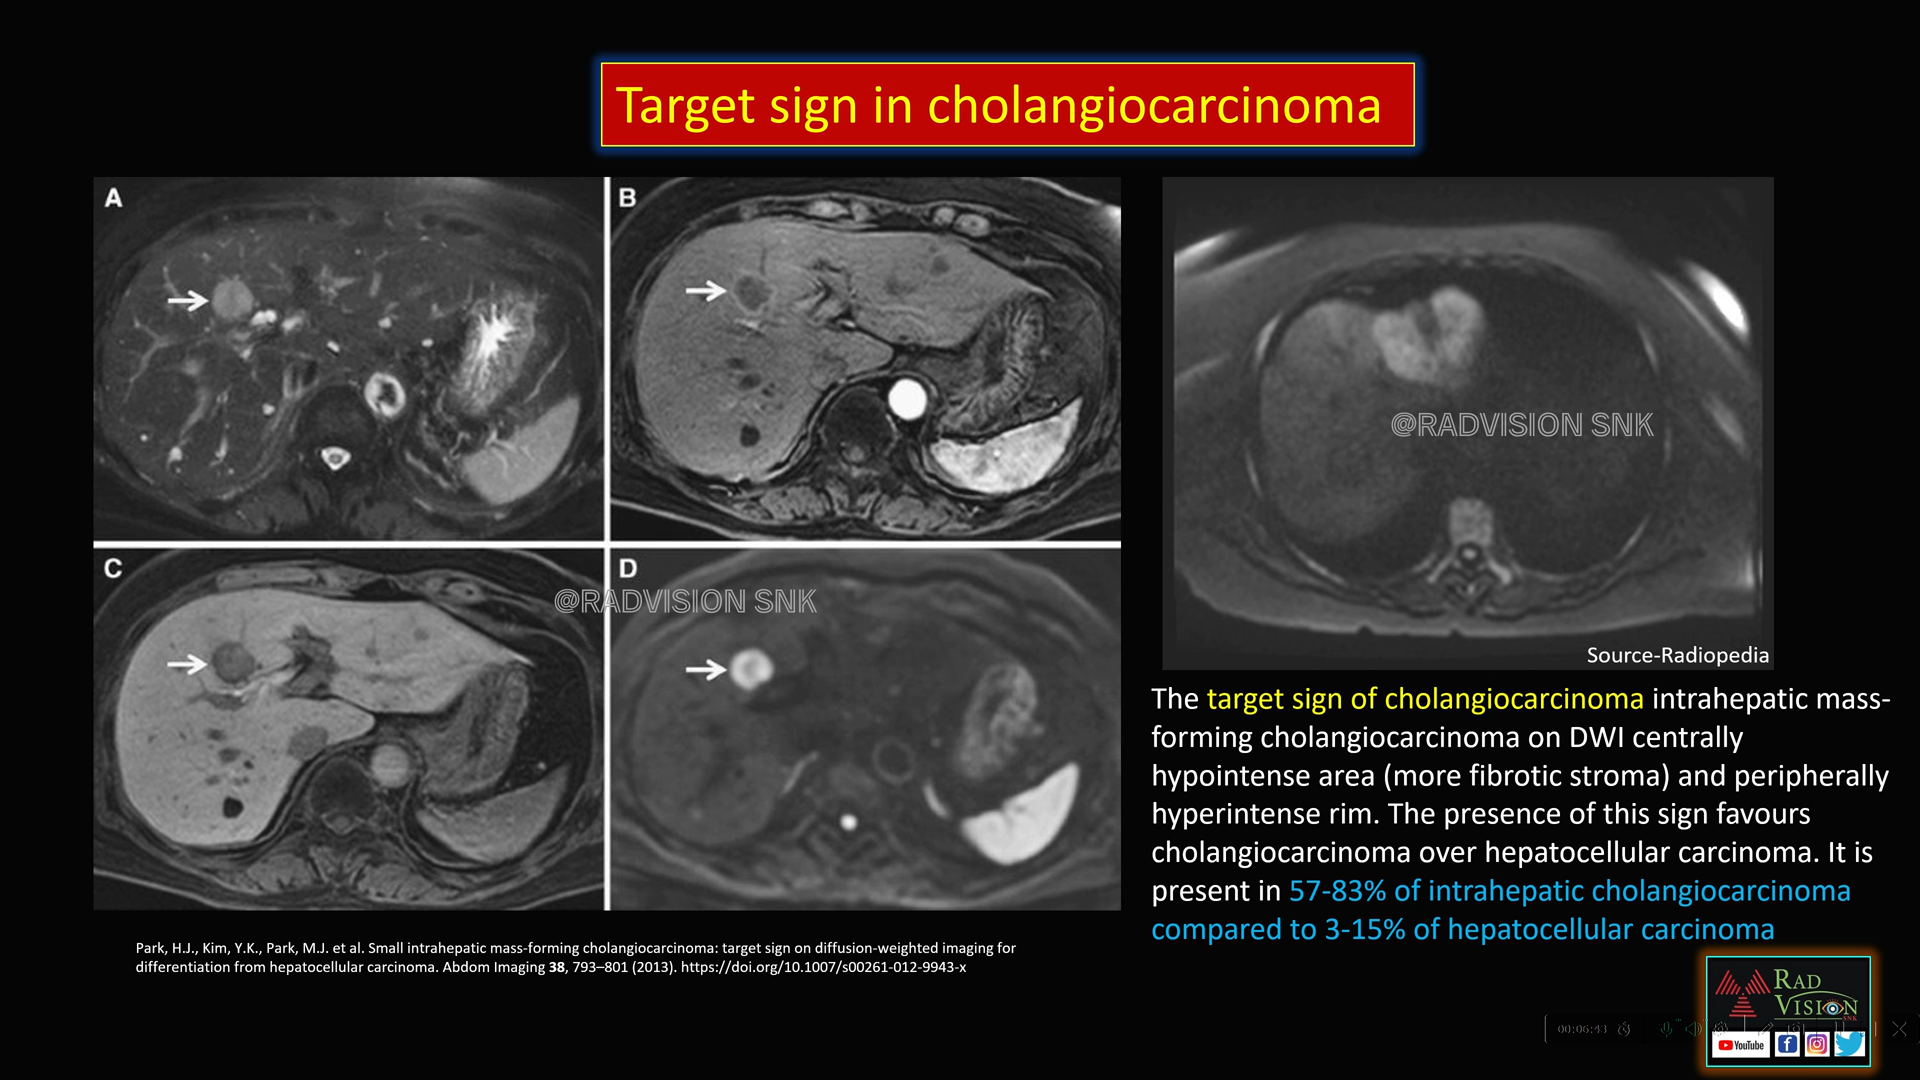 Target sign in cholangiocarcinoma
A
B
C
D
@RADVISION SNK
@RADVISION SNK
Source-Radiopedia
The target sign of cholangiocarcinoma intrahepatic mass-
forming cholangiocarcinoma on DWI centrally
hypointense area (more fibrotic stroma) and peripherally
hyperintense rim. The presence of this sign favours
cholangiocarcinoma over hepatocellular carcinoma. It is
present in 57-83% of intrahepatic cholangiocarcinoma
compared to 3-15% of hepatocellular carcinoma
Park, H.J., Kim, Y.K., Park, M.J. et al. Small intrahepatic mass-forming cholangiocarcinoma: target sign on diffusion-weighted imaging for
differentiation from hepatocellular carcinoma. Abdom Imaging 38, 793–801 (2013). https://doi.org/10.1007/s00261-012-9943-x
RAD
VISION
SNK
00:06:43
YouTube